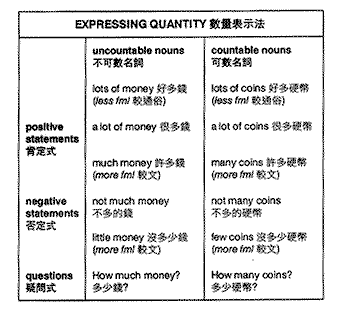 EXPRESSING QUANTITY 數量表示法
uncountable nouns
不可數名詞
countable nouns
可數名詞
positive
statements
肯定式
lots of money 好多錢
(less fml 較通俗)
lots of coins 好多硬幣
(less fml 較通俗)
a lot of money 很多錢
a lot of coins 很多硬幣
much money 許多錢
(more fml 較文)
many coins 許多硬幣
(more fml 較文)
negative
statements
否定式
not much money
不多的錢
not many coins
不多的硬幣
little money 沒多少錢
(more fml 較文)
few coins 沒多少硬幣
(more fml 較文)
questions
疑問式
How much money?
多少錢?
How many coins?
多少硬幣?